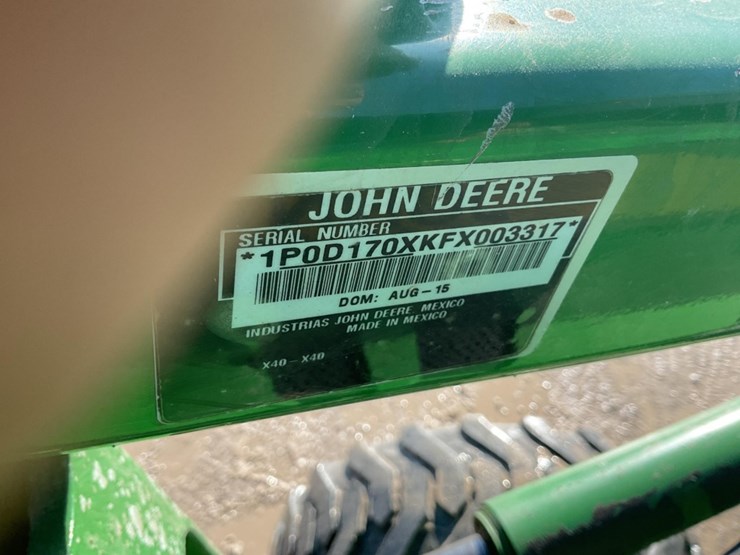 JOHN DEERE
SERIAL NUMBER
*1P0D170XKFX003317*
DOM: AUG-15
INDUSTRIAS JOHN DEERE MEXICO
MADE IN MEXICO
X40-X40